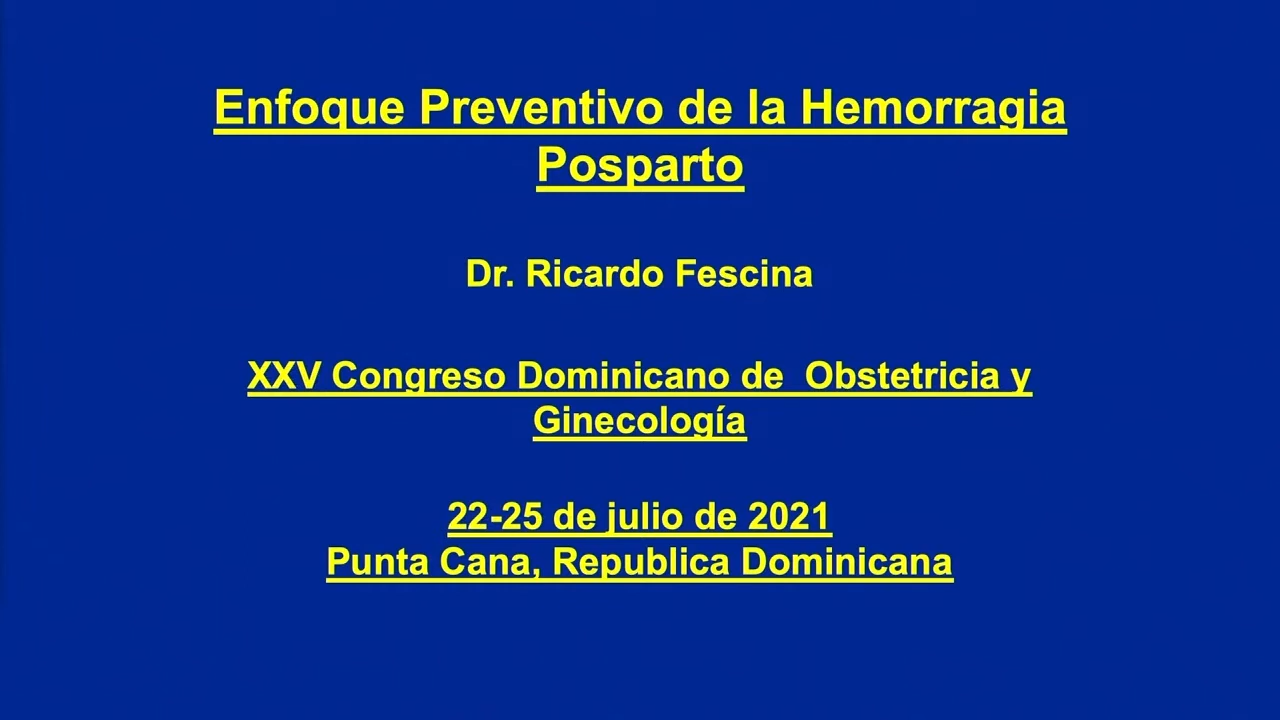 Enfoque Preventivo de la Hemorragia
Posparto
Dr. Ricardo Fescina
XXV Congreso Dominicano de  Obstetricia y
Ginecología
22-25 de julio de 2021
Punta Cana, Republica Dominicana